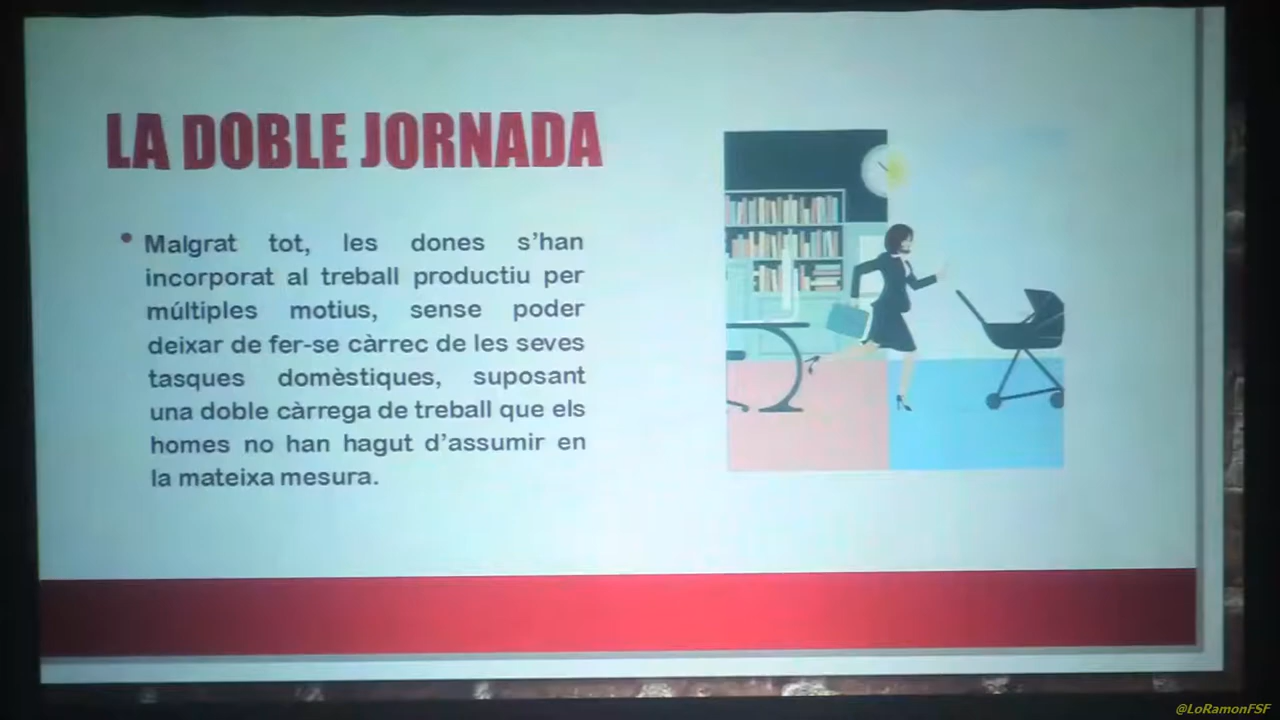 LA DOBLE JORNADA
• Malgrat tot, les dones s'han
incorporat al treball productiu per
múltiples motius, sense poder
deixar de fer-se càrrec de les seves
tasques domèstiques, suposant
una doble càrrega de treball que els
homes no han hagut d'assumir en
la mateixa mesura.
@LoRamonFSF